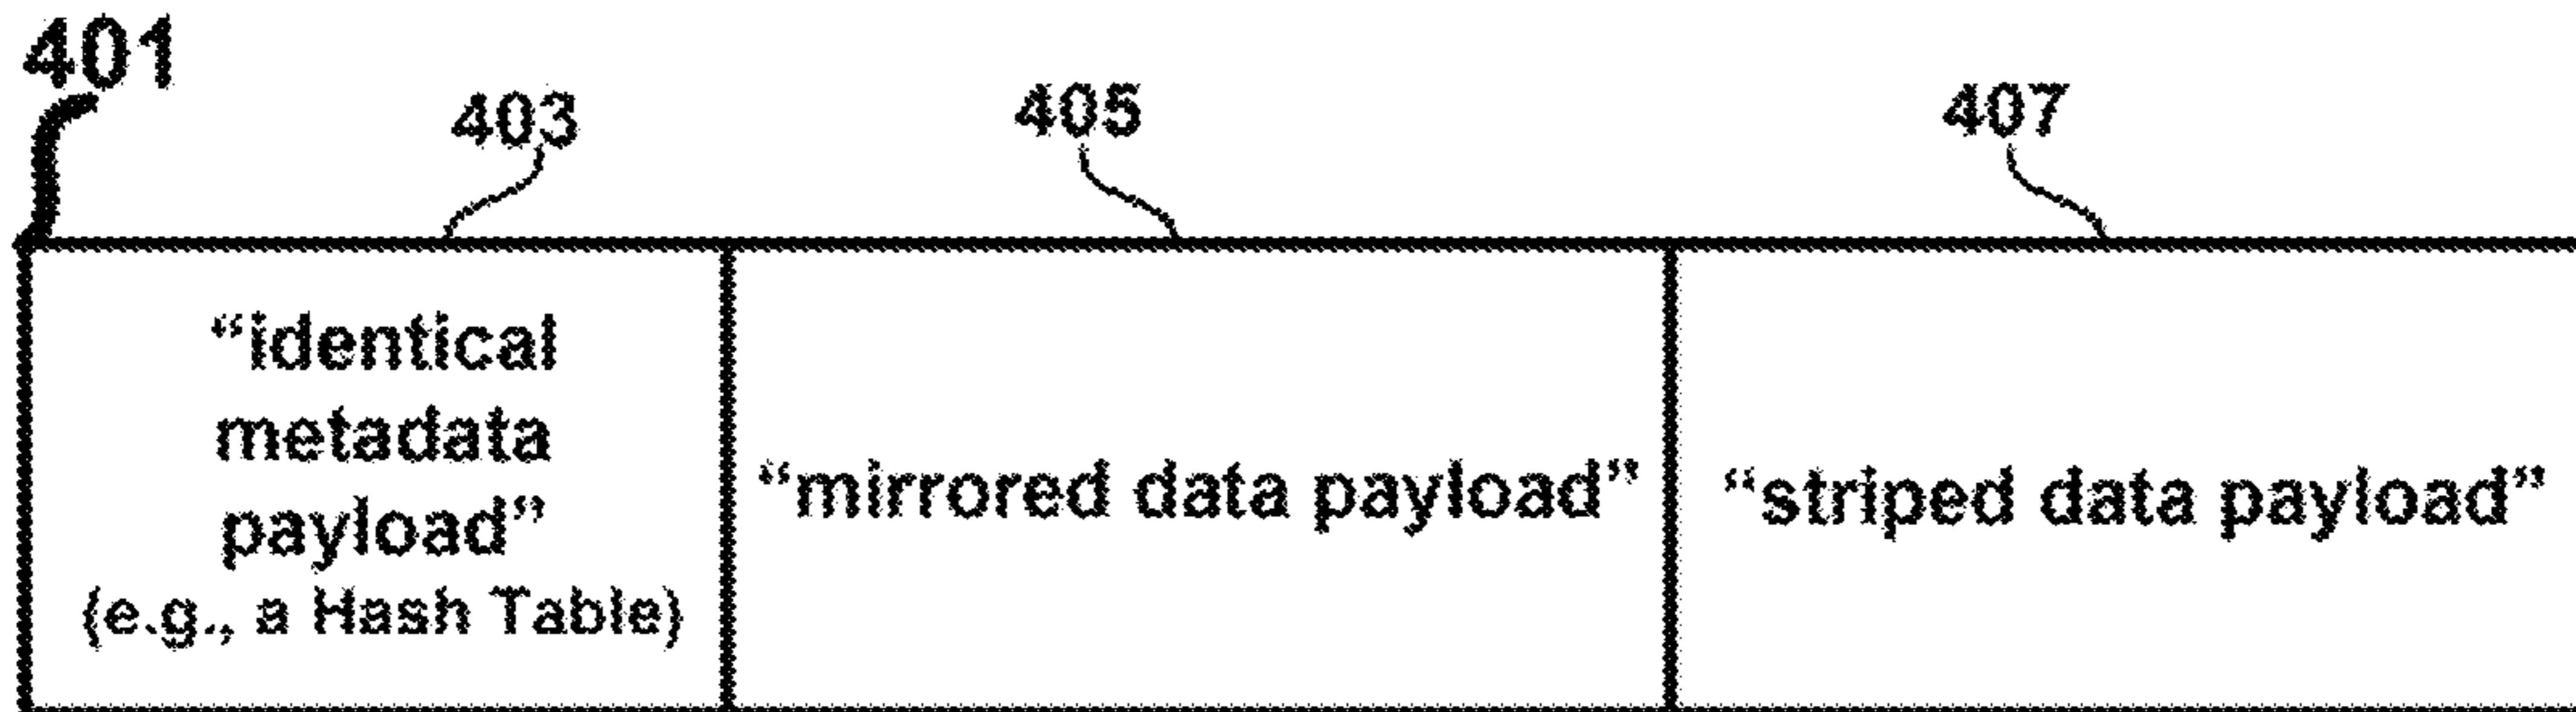 401
403
405
407
“identical
metadata
payload”
(e.g., a Hash Table)
“mirrored data payload”
“striped data payload”